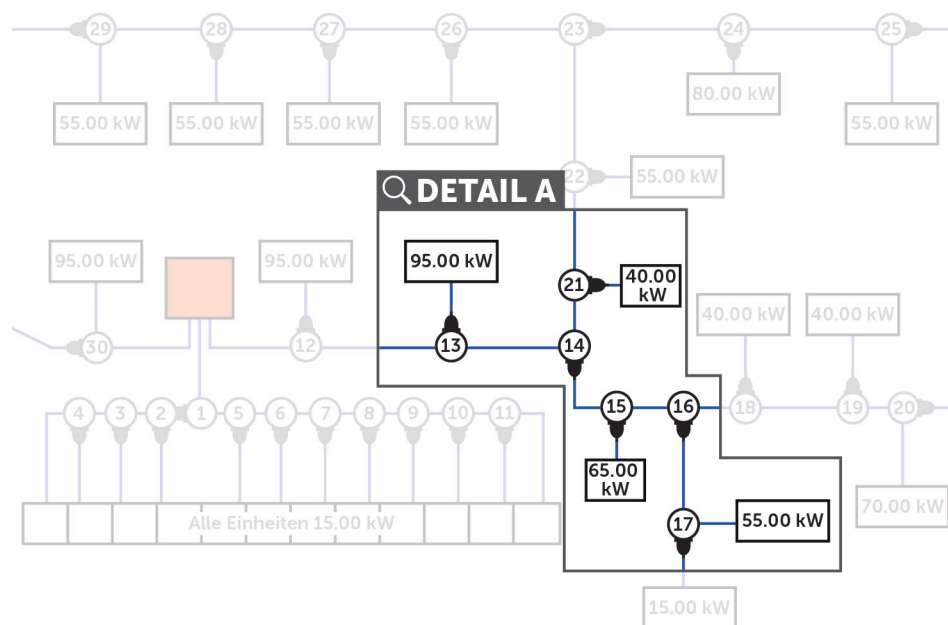 29
28
27
26
23
24
25
55.00 kW
55.00 kW
55.00 kW
55.00 kW
80.00 kW
55.00 kW
22
55.00 kW
DETAIL A
95.00 kW
95.00 kW
95.00 kW
21
40.00
kW
40.00 kW
40.00 kW
30
12
13
14
4
3
2
1
5
6
7
8
9
10
11
15
16
18
19
20
65.00
kW
Alle Einheiten 15.00 kW
17
55.00 kW
70.00 kW
15.00 kW